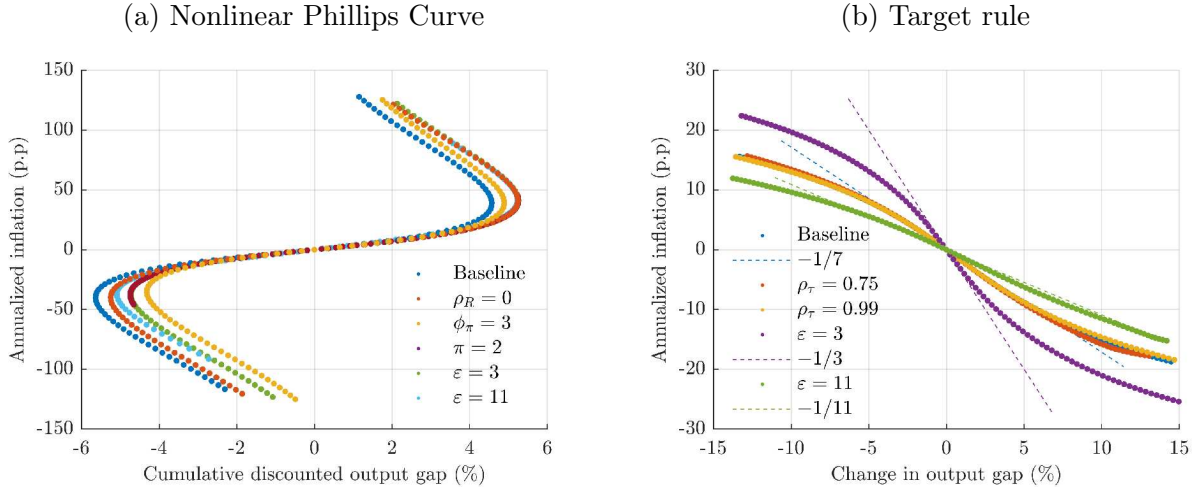 (a) Nonlinear Phillips Curve
150
100
50
0
-50
-100
-150
-6
-4
-2
0
2
4
6
Annualized inflation (p.p)
Cumulative discounted output gap (%)
Baseline
ρ_R = 0
ϕ_π = 3
π = 2
ε = 3
ε = 11
(b) Target rule
30
20
10
0
-10
-20
-30
-15
-10
-5
0
5
10
15
Annualized inflation (p.p)
Change in output gap (%)
Baseline
−1/7
ρ_τ = 0.75
ρ_τ = 0.99
ε = 3
−1/3
ε = 11
−1/11